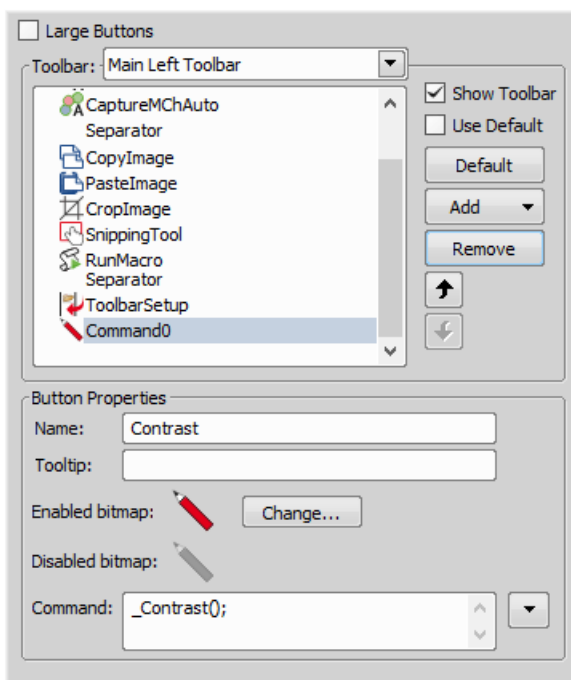 Large Buttons
Toolbar: Main Left Toolbar
CaptureMChAuto
Separator
CopyImage
PasteImage
CropImage
SnippingTool
RunMacro
Separator
ToolbarSetup
Command0
Show Toolbar
Use Default
Default
Add
Remove
Button Properties
Name: Contrast
Tooltip:
Enabled bitmap: Change...
Disabled bitmap:
Command: _Contrast();